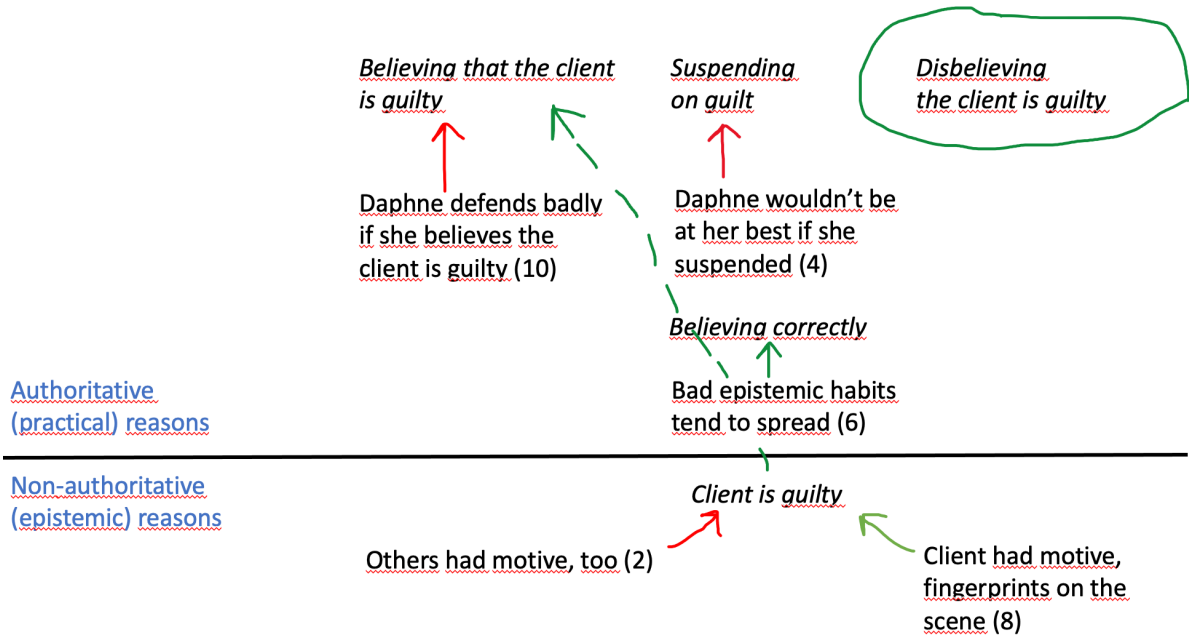 Believing that the client
is guilty
Suspending
on guilt
Disbelieving
the client is guilty
Daphne defends badly
if she believes the
client is guilty (10)
Daphne wouldn’t be
at her best if she
suspended (4)
Believing correctly
Authoritative
(practical) reasons
Bad epistemic habits
tend to spread (6)
Non-authoritative
(epistemic) reasons
Client is guilty
Others had motive, too (2)
Client had motive,
fingerprints on the
scene (8)